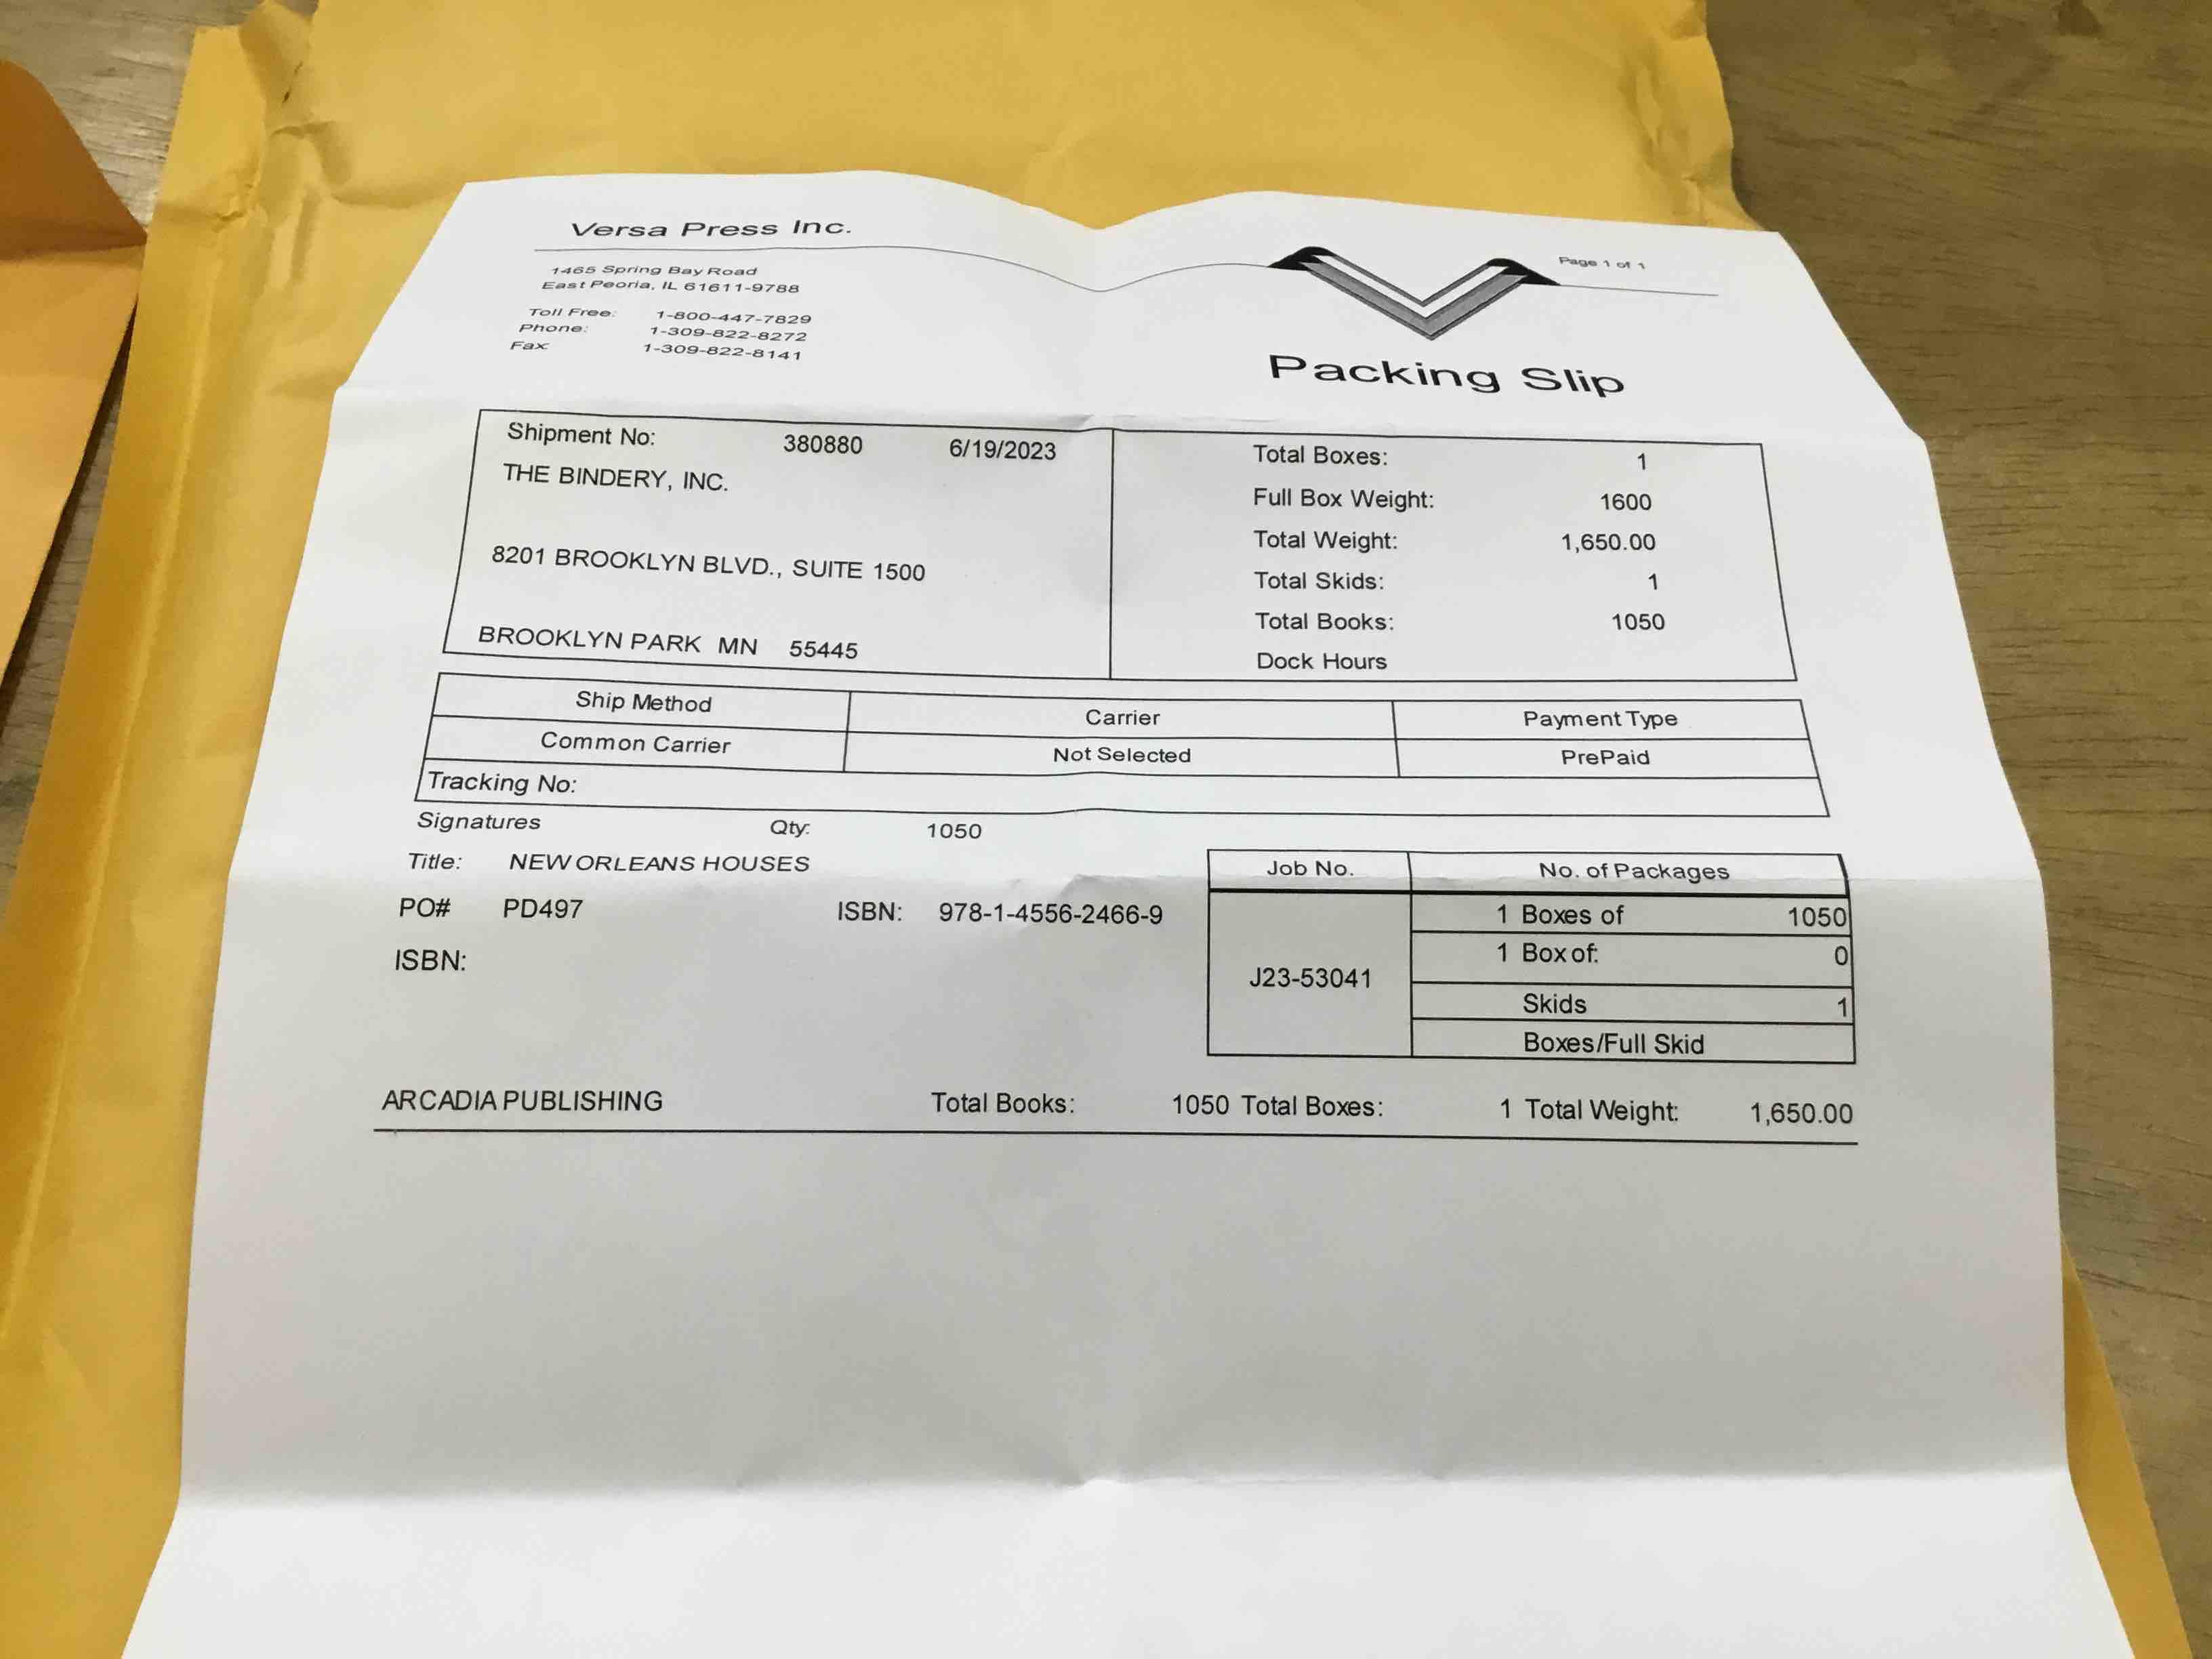 Versa Press Inc.
1465 Spring Bay Road
East Peoria, IL 61611-9788
Toll Free: 1-800-447-7829
Phone: 1-309-822-8272
Fax: 1-309-822-8141
Page 1 of 1
Packing Slip
Shipment No: 380880 6/19/2023
THE BINDERY, INC.
8201 BROOKLYN BLVD., SUITE 1500
BROOKLYN PARK MN 55445
Total Boxes: 1
Full Box Weight: 1600
Total Weight: 1,650.00
Total Skids: 1
Total Books: 1050
Dock Hours
Ship Method Carrier Payment Type
Common Carrier Not Selected PrePaid
Tracking No:
Signatures Qty: 1050
Title: NEW ORLEANS HOUSES
PO# PD497 ISBN: 978-1-4556-2466-9
ISBN:
Job No. No. of Packages
J23-53041
1 Boxes of 1050
1 Box of: 0
Skids 1
Boxes/Full Skid
ARCADIA PUBLISHING Total Books: 1050 Total Boxes: 1 Total Weight: 1,650.00